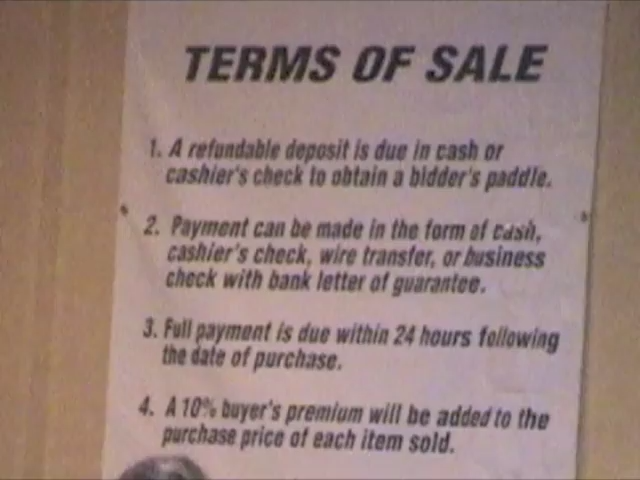 TERMS OF SALE
1. A refundable deposit is due in cash or
cashier's check to obtain a bidder's paddle.
2. Payment can be made in the form of cash,
cashier's check, wire transfer, or business
check with bank letter of guarantee.
3. Full payment is due within 24 hours following
the date of purchase.
4. A 10% buyer's premium will be added to the
purchase price of each item sold.